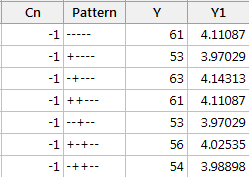 Cn Pattern Y Y1
-1 ----- 61 4.11087
-1 +---- 53 3.97029
-1 -+--- 63 4.14313
-1 ++--- 61 4.11087
-1 --+-- 53 3.97029
-1 +-+-- 56 4.02535
-1 -++-- 54 3.98898